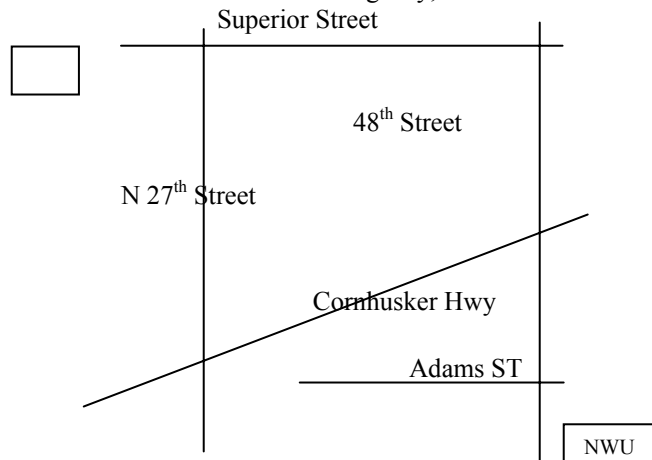 Superior Street
48th Street
N 27th Street
Cornhusker Hwy
Adams ST
NWU